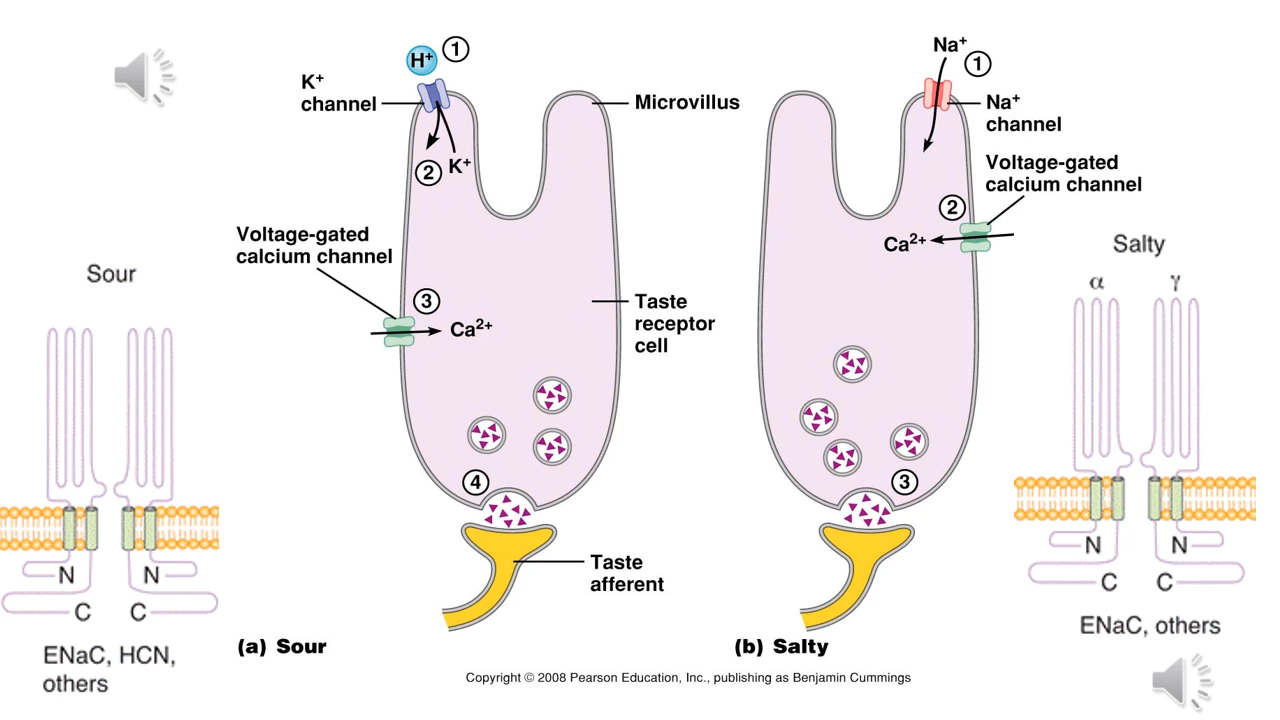 H⁺
1
K⁺
channel
2
K⁺
Microvillus
Voltage-gated
calcium channel
3
Ca²⁺
Taste
receptor
cell
4
Taste
afferent
(a) Sour
Na⁺
1
Na⁺
channel
Voltage-gated
calcium channel
2
Ca²⁺
3
(b) Salty
Sour
N
N
C
C
ENaC, HCN,
others
Salty
α
γ
N
N
C
C
ENaC, others
Copyright © 2008 Pearson Education, Inc., publishing as Benjamin Cummings